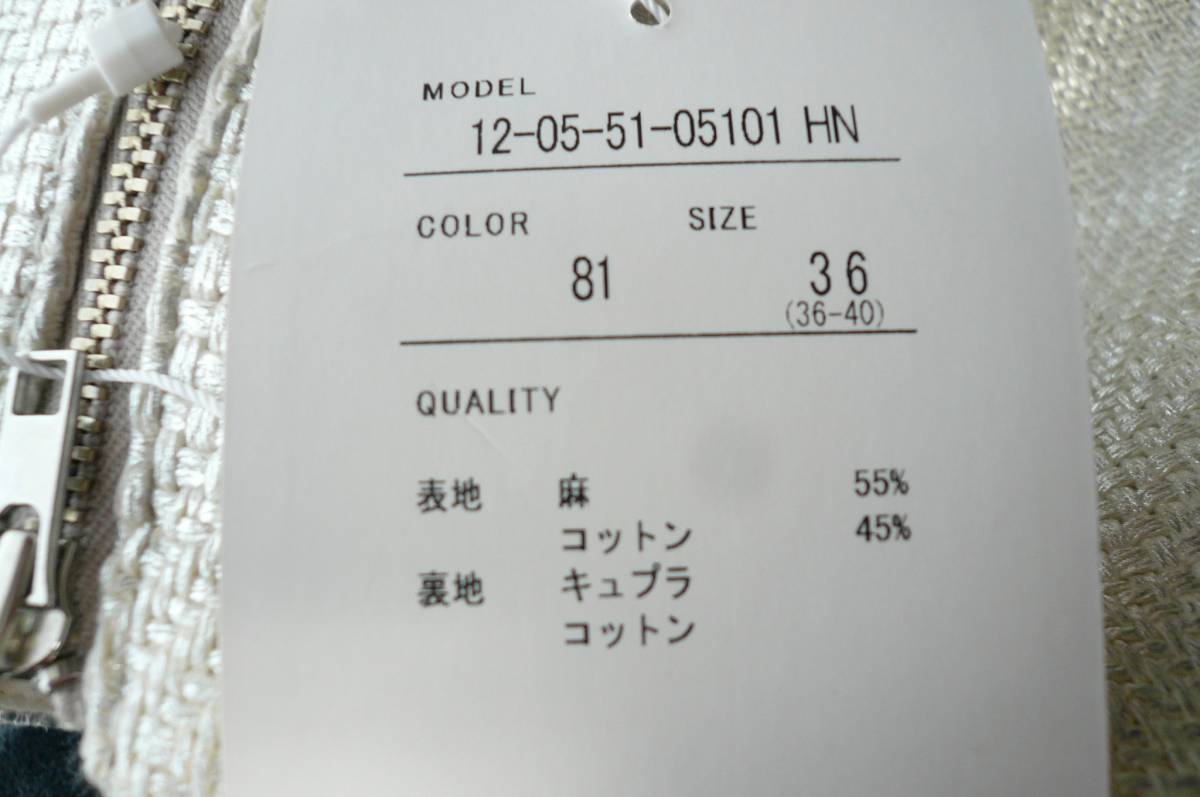 MODEL
12-05-51-05101 HN
COLOR SIZE
81 36
(36-40)
QUALITY
表地 麻 55%
コットン 45%
裏地 キュプラ
コットン